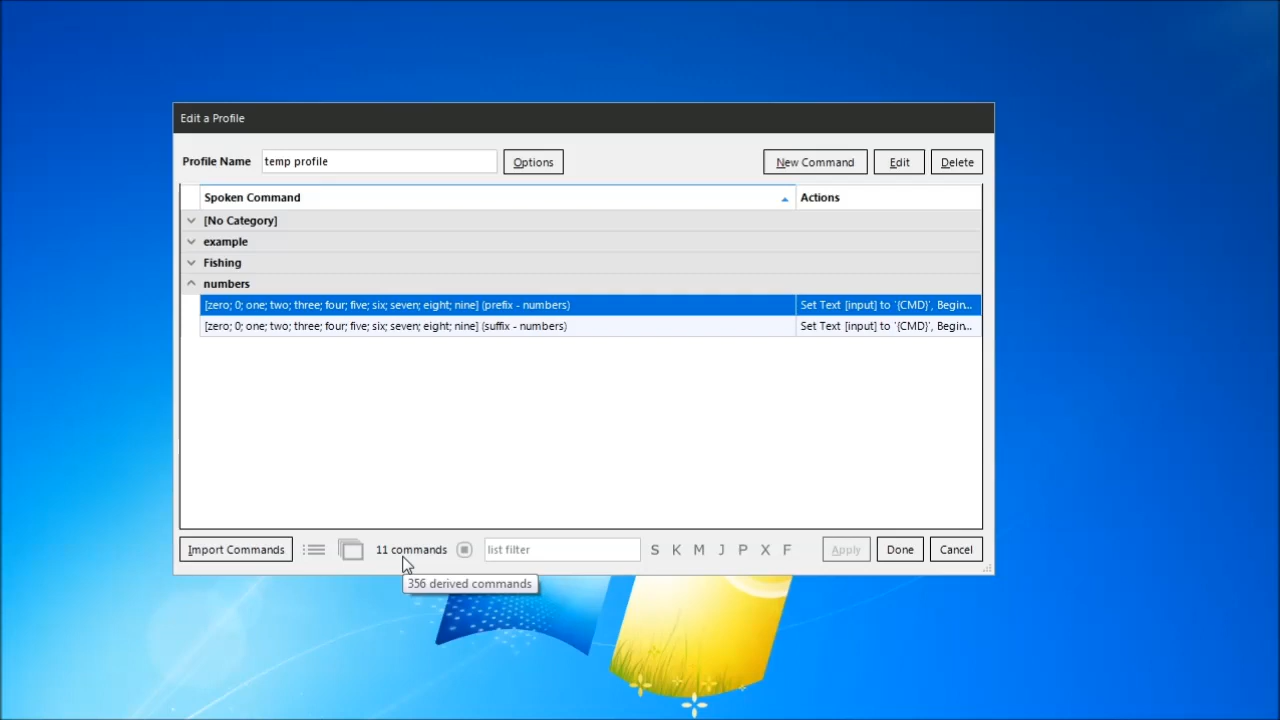 Edit a Profile
Profile Name temp profile Options New Command Edit Delete
Spoken Command Actions
[No Category]
example
Fishing
numbers
[zero; 0; one; two; three; four; five; six; seven; eight; nine] (prefix - numbers) Set Text [input] to '{CMD}', Begin...
[zero; 0; one; two; three; four; five; six; seven; eight; nine] (suffix - numbers) Set Text [input] to '{CMD}', Begin...
Import Commands 11 commands list filter S K M J P X F Apply Done Cancel
356 derived commands